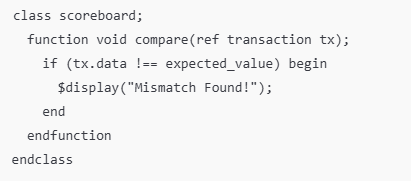 class scoreboard;
  function void compare(ref transaction tx);
    if (tx.data !== expected_value) begin
      $display("Mismatch Found!");
    end
  endfunction
endclass